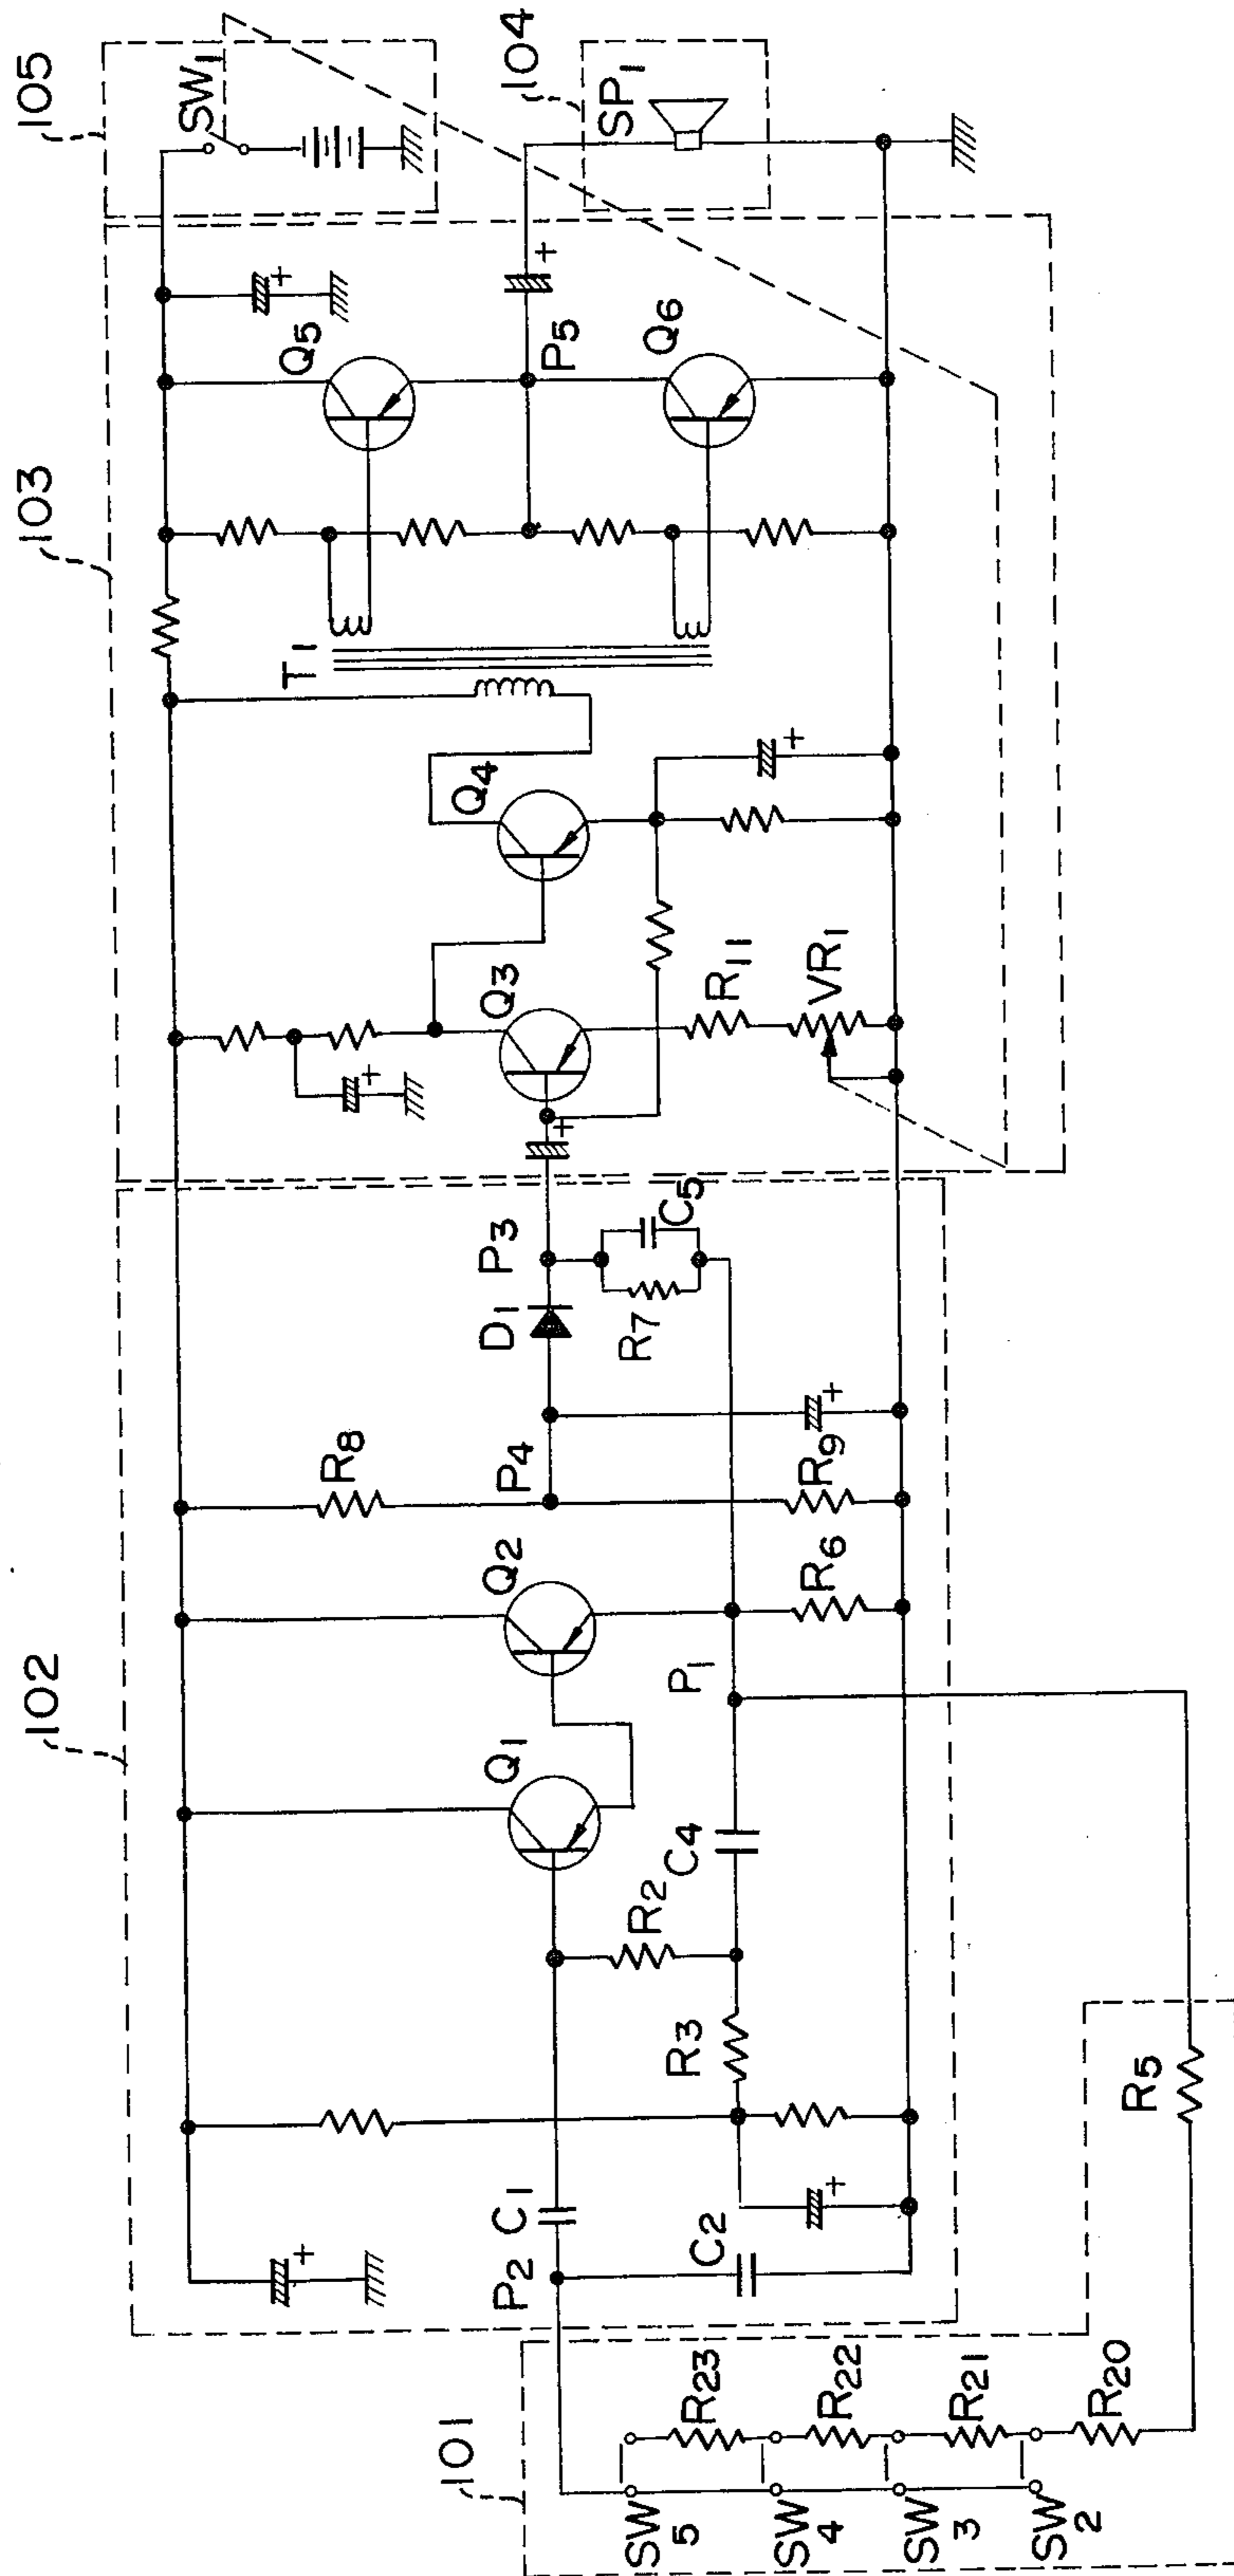 105
SW1
104
SP1
103
Q5
P5
Q6
+
+
T1
Q4
+
Q3
R11
VR1
+
+
102
P3
C5
D1
R7
R8
P4
R9
+
Q2
R6
P1
Q1
C4
R2
R3
R5
C1
+
P2
C2
+
101
R23
R22
R21
R20
SW5
SW4
SW3
SW2